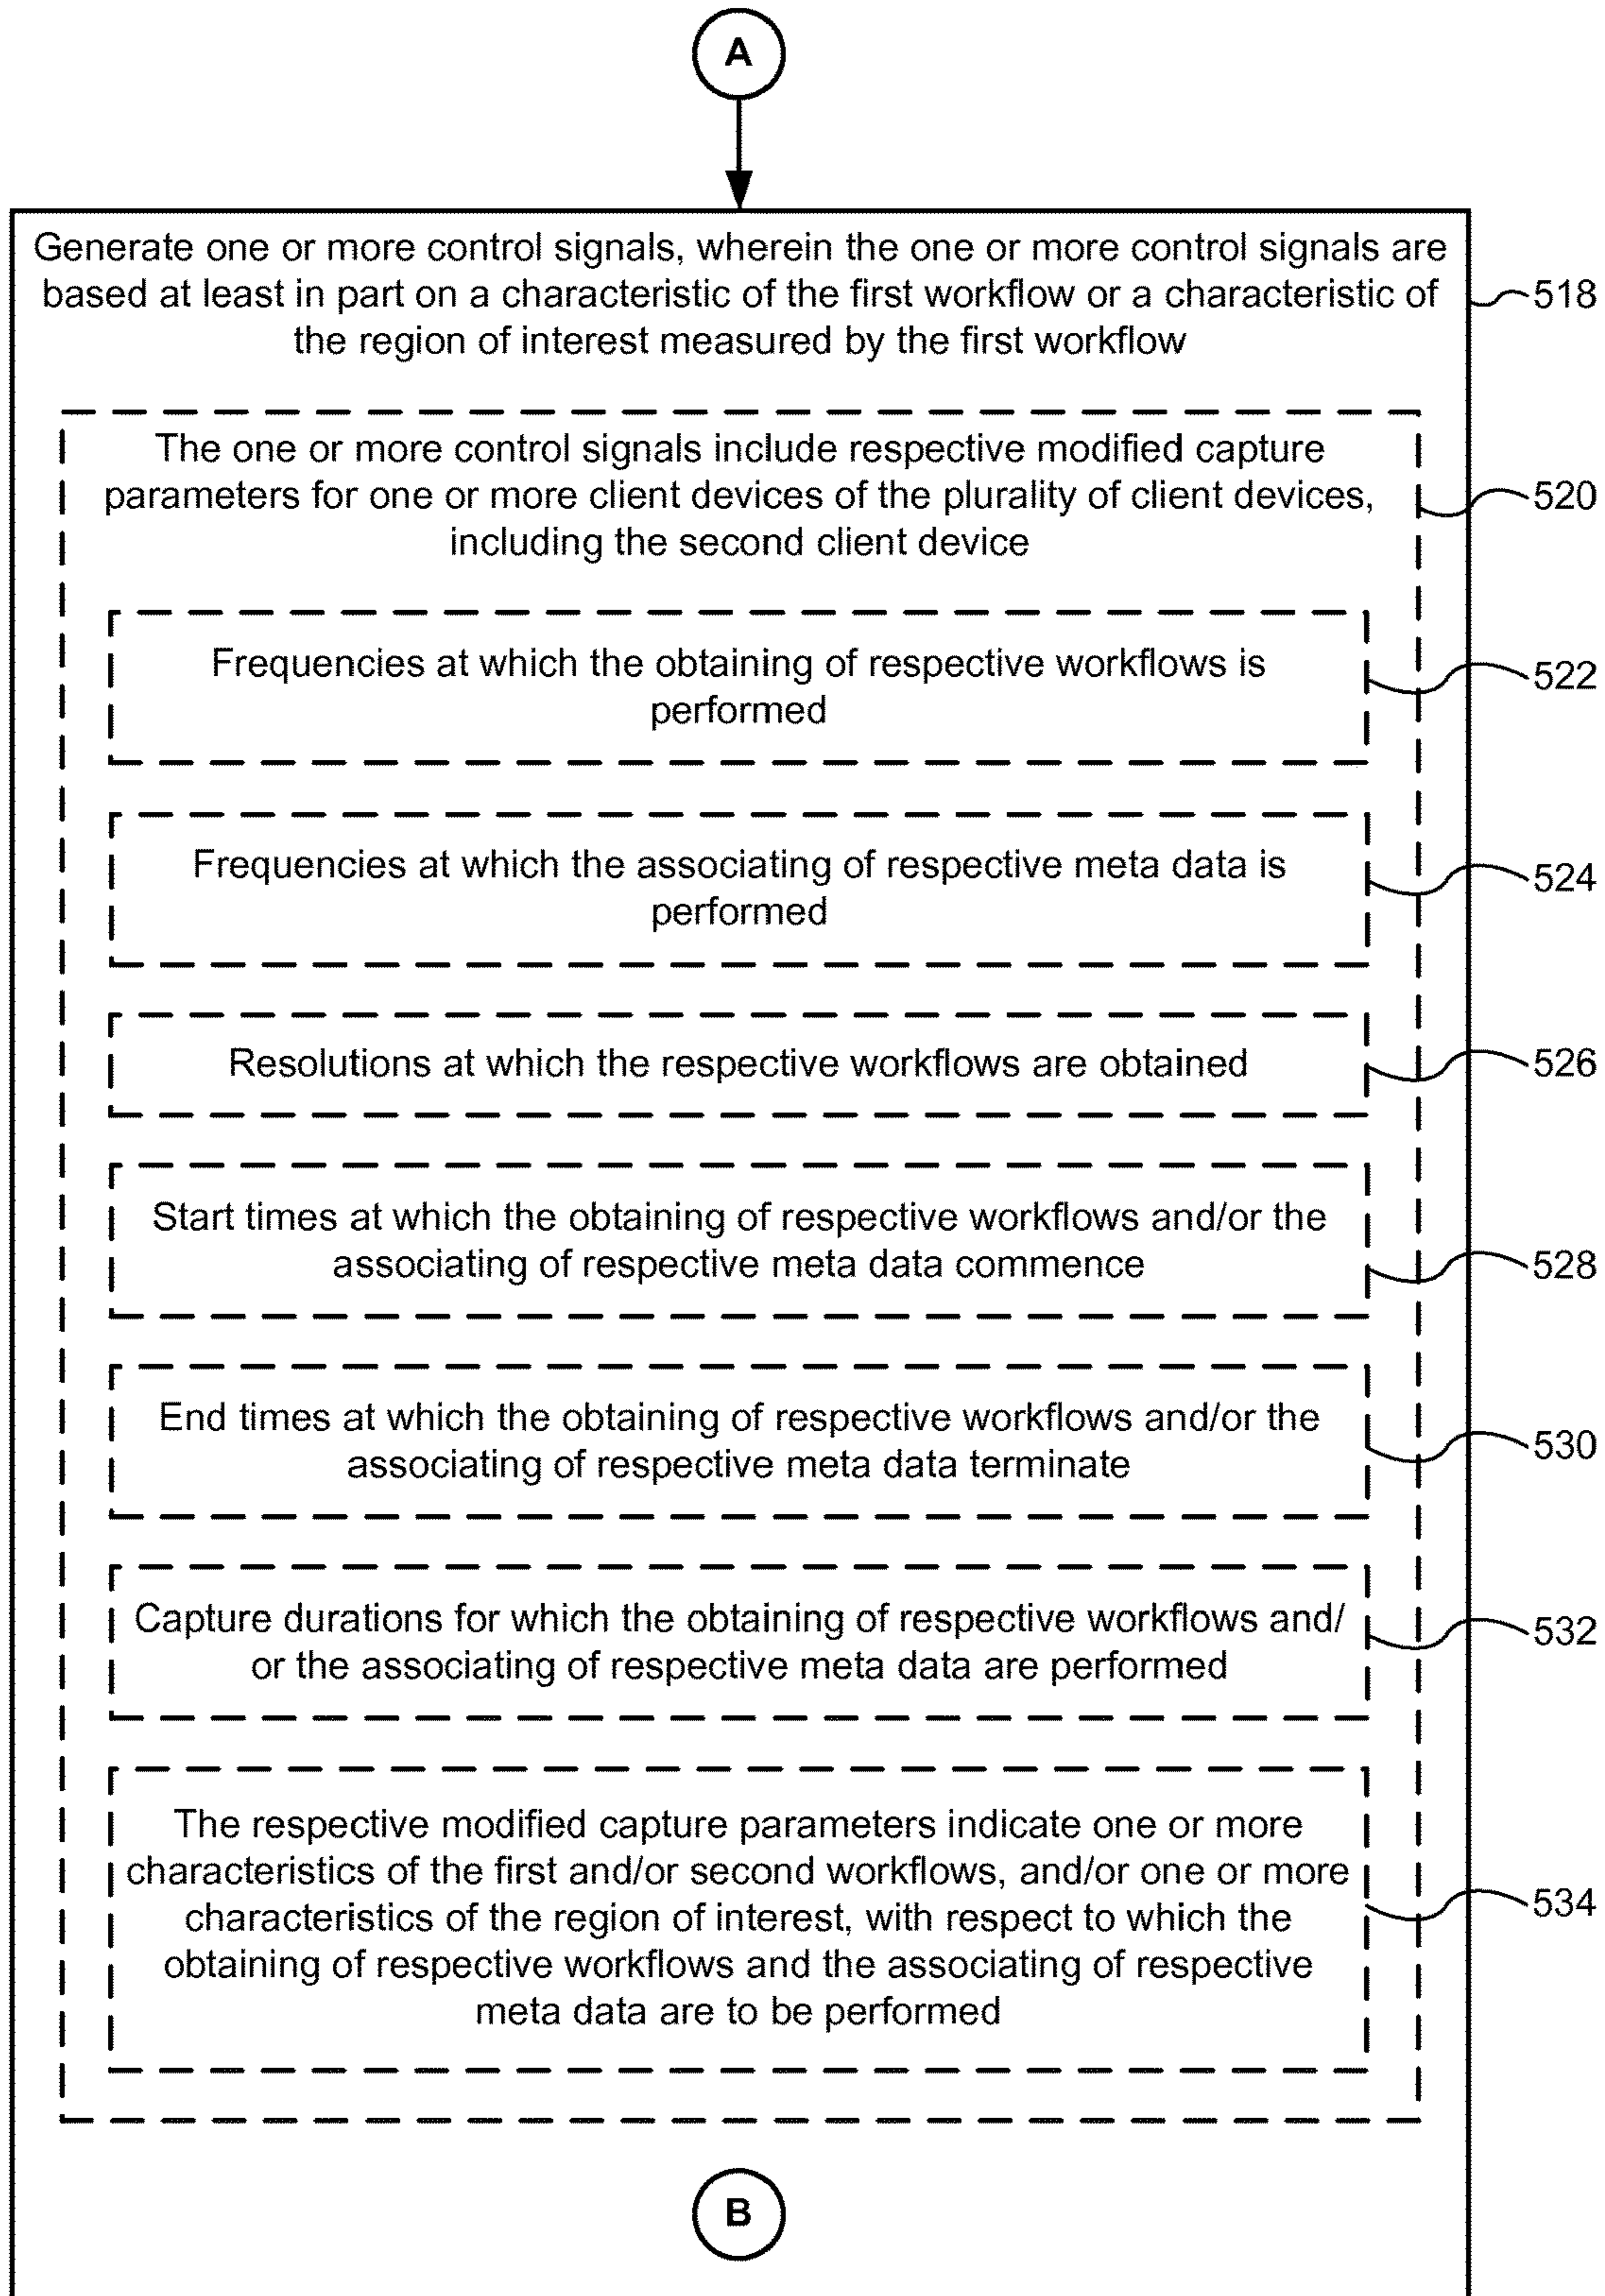 A
Generate one or more control signals, wherein the one or more control signals are
based at least in part on a characteristic of the first workflow or a characteristic of
the region of interest measured by the first workflow
518
The one or more control signals include respective modified capture
parameters for one or more client devices of the plurality of client devices,
including the second client device
520
Frequencies at which the obtaining of respective workflows is
performed
522
Frequencies at which the associating of respective meta data is
performed
524
Resolutions at which the respective workflows are obtained
526
Start times at which the obtaining of respective workflows and/or the
associating of respective meta data commence
528
End times at which the obtaining of respective workflows and/or the
associating of respective meta data terminate
530
Capture durations for which the obtaining of respective workflows and/
or the associating of respective meta data are performed
532
The respective modified capture parameters indicate one or more
characteristics of the first and/or second workflows, and/or one or more
characteristics of the region of interest, with respect to which the
obtaining of respective workflows and the associating of respective
meta data are to be performed
534
B